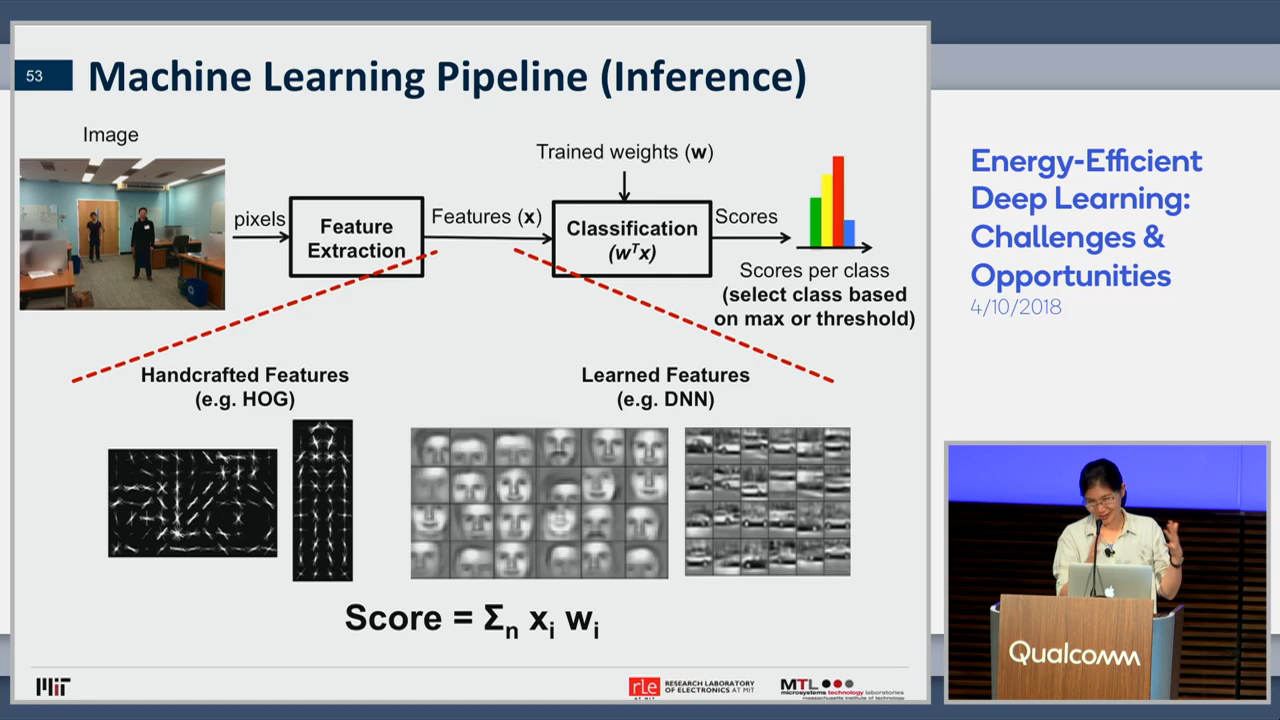 53
Machine Learning Pipeline (Inference)
Image
pixels
Feature
Extraction
Features (x)
Trained weights (w)
Classification
(wᵀx)
Scores
Scores per class
(select class based
on max or threshold)
Handcrafted Features
(e.g. HOG)
Learned Features
(e.g. DNN)
Score = Σn xi wi
MIT
rle
AT MIT
RESEARCH LABORATORY
OF ELECTRONICS AT MIT
MTL
microsystems technology laboratories
massachusetts institute of technology
Energy-Efficient
Deep Learning:
Challenges &
Opportunities
4/10/2018
Qualcomm